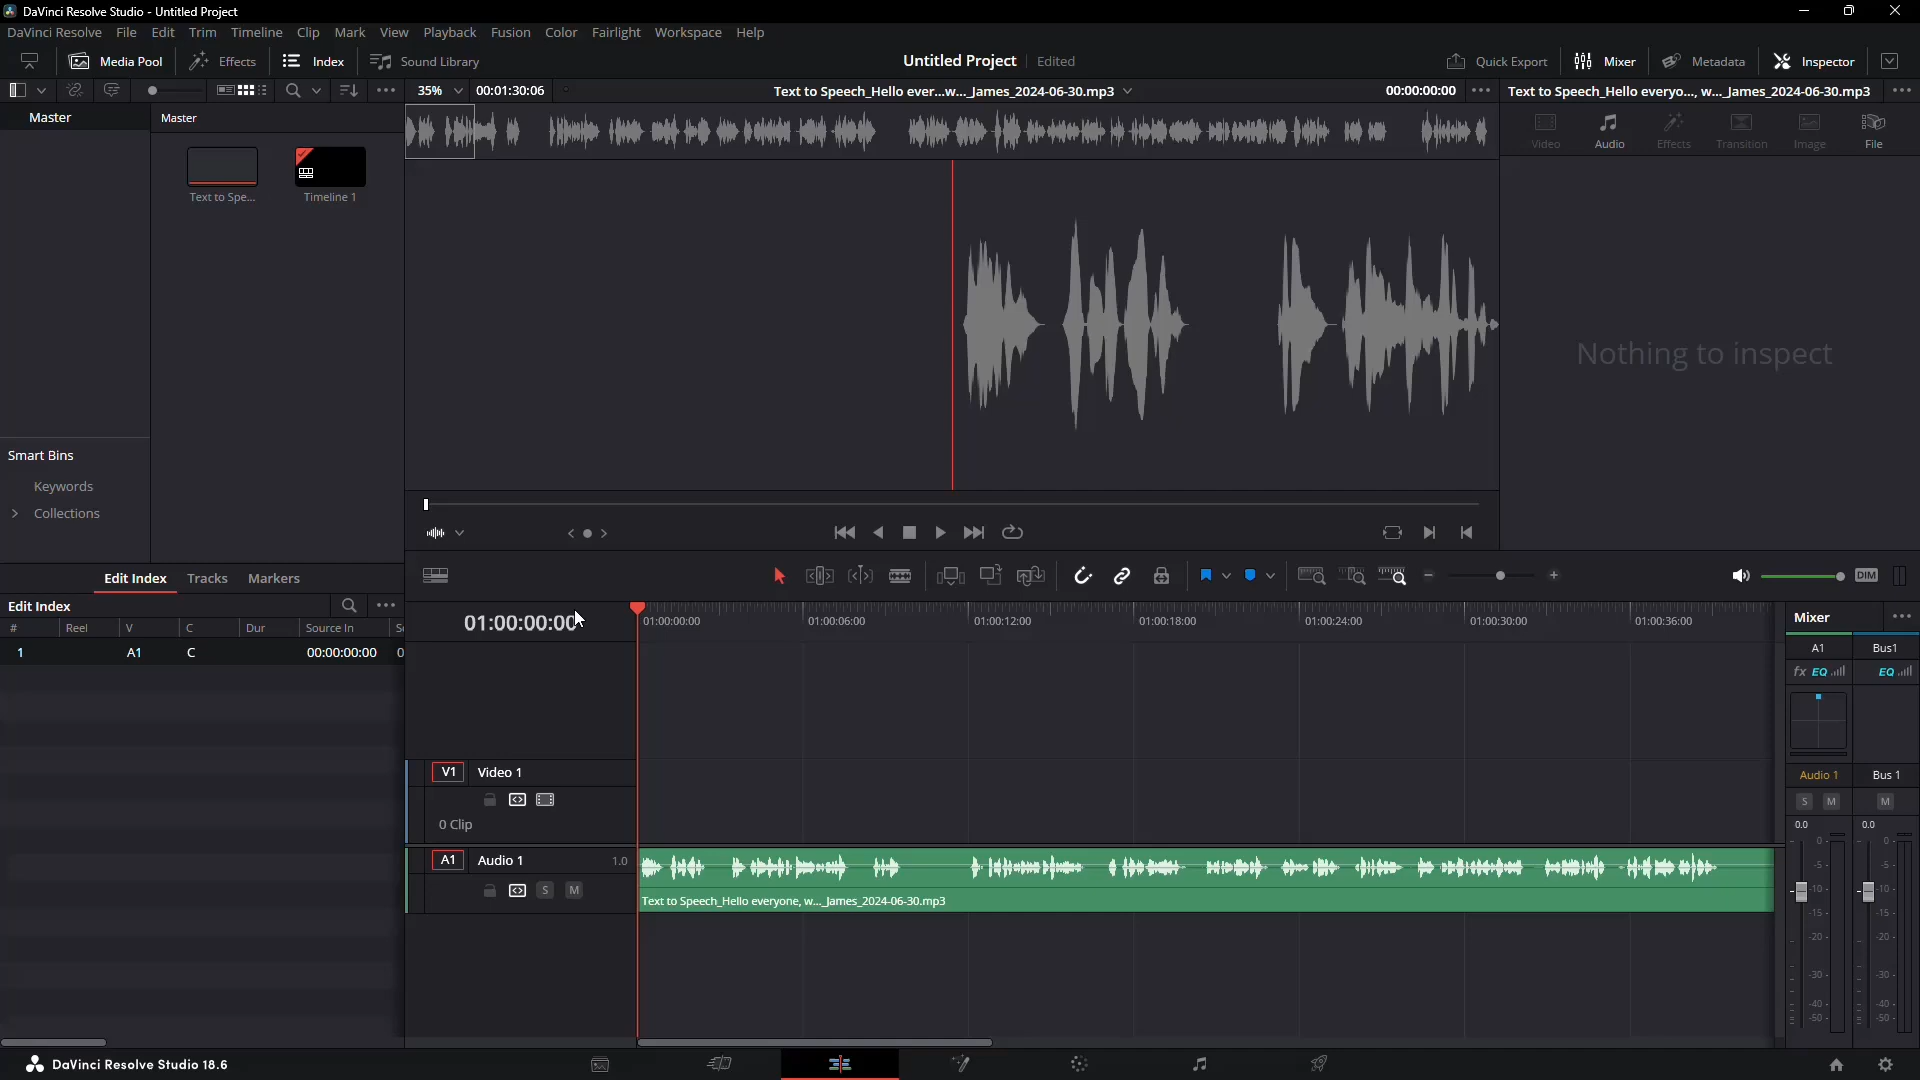 DaVinci Resolve Studio - Untitled Project
DaVinci Resolve File Edit Trim Timeline Clip Mark View Playback Fusion Color Fairlight Workspace Help
Media Pool Effects Index Sound Library Untitled Project Edited Quick Export Mixer Metadata Inspector
35% 00:01:30:06 Text to Speech_Hello ever...w..._James_2024-06-30.mp3 00:00:00:00 Text to Speech_Hello everyo..., w..._James_2024-06-30.mp3
Master
Master
Video Audio Effects Transition Image File
Text to Spe... Timeline 1
Nothing to inspect
Smart Bins
Keywords
Collections
Edit Index Tracks Markers
DIM
Edit Index
# Reel V C Dur Source In S
1 A1 C 00:00:00:00 0
01:00:00:00
01:00:00:00 01:00:06:00 01:00:12:00 01:00:18:00 01:00:24:00 01:00:30:00 01:00:36:00
Mixer
A1 Bus1
fx EQ EQ
V1 Video 1
0 Clip
Audio 1 Bus 1
S M M
0.0 0.0
A1 Audio 1 1.0
S M
Text to Speech_Hello everyone, w..._James_2024-06-30.mp3
0 0
-5 -5
-10 -10
-15 -15
-20 -20
-30 -30
-40 -40
-50 -50
DaVinci Resolve Studio 18.6